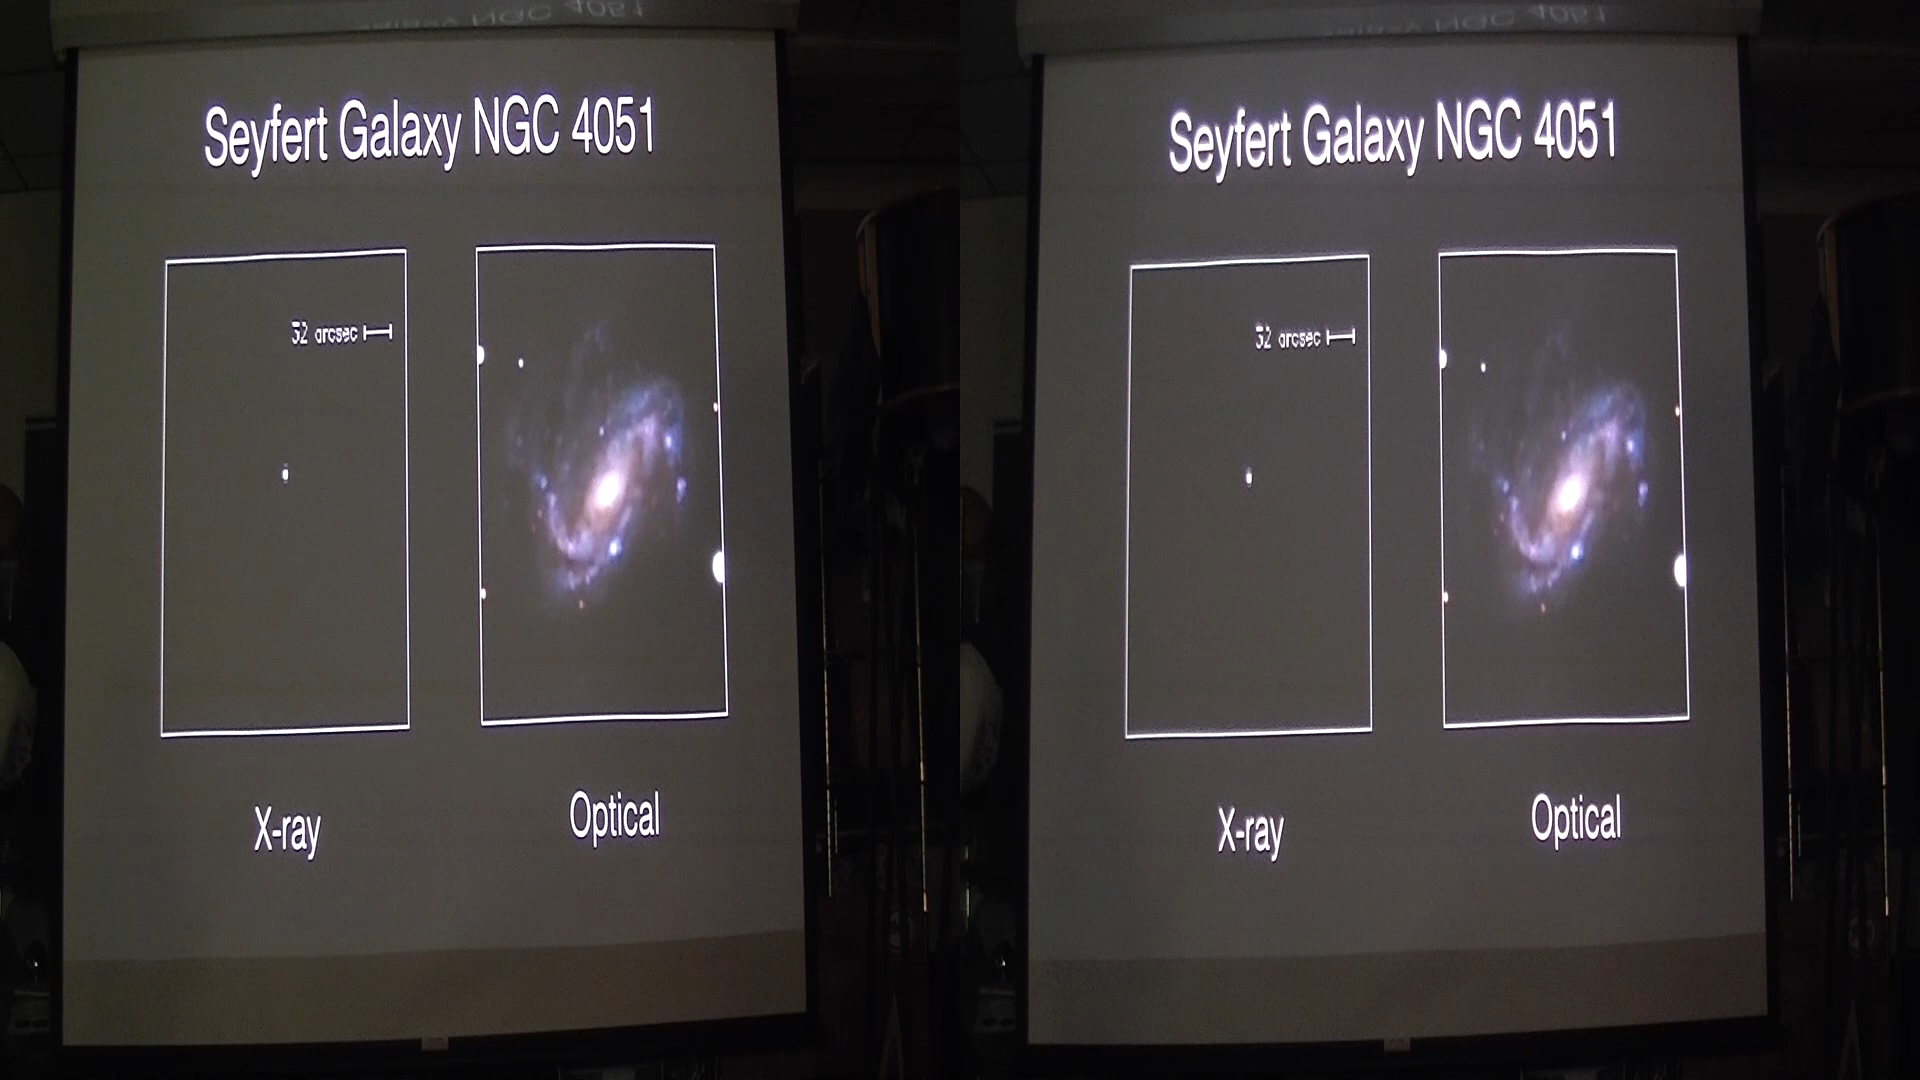 Seyfert Galaxy NGC 4051
32 arcsec
X-ray
Optical
Seyfert Galaxy NGC 4051
32 arcsec
X-ray
Optical